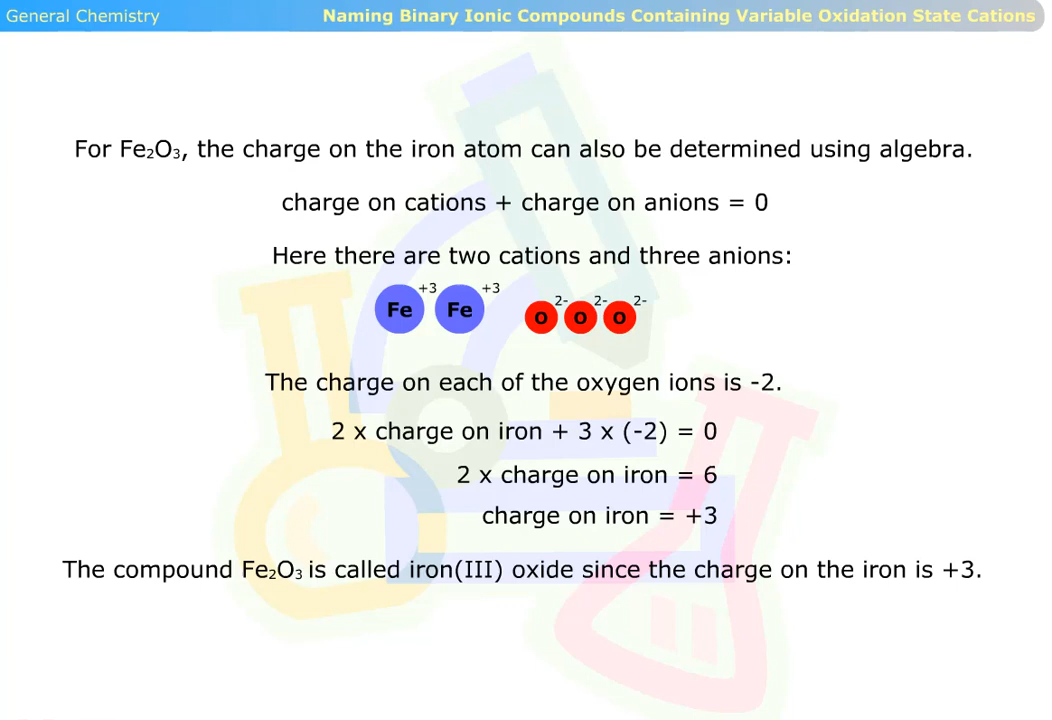 General Chemistry
Naming Binary Ionic Compounds Containing Variable Oxidation State Cations
For Fe₂O₃, the charge on the iron atom can also be determined using algebra.
charge on cations + charge on anions = 0
Here there are two cations and three anions:
Fe +3 Fe +3 O 2- O 2- O 2-
The charge on each of the oxygen ions is -2.
2 x charge on iron + 3 x (-2) = 0
2 x charge on iron = 6
charge on iron = +3
The compound Fe₂O₃ is called iron(III) oxide since the charge on the iron is +3.